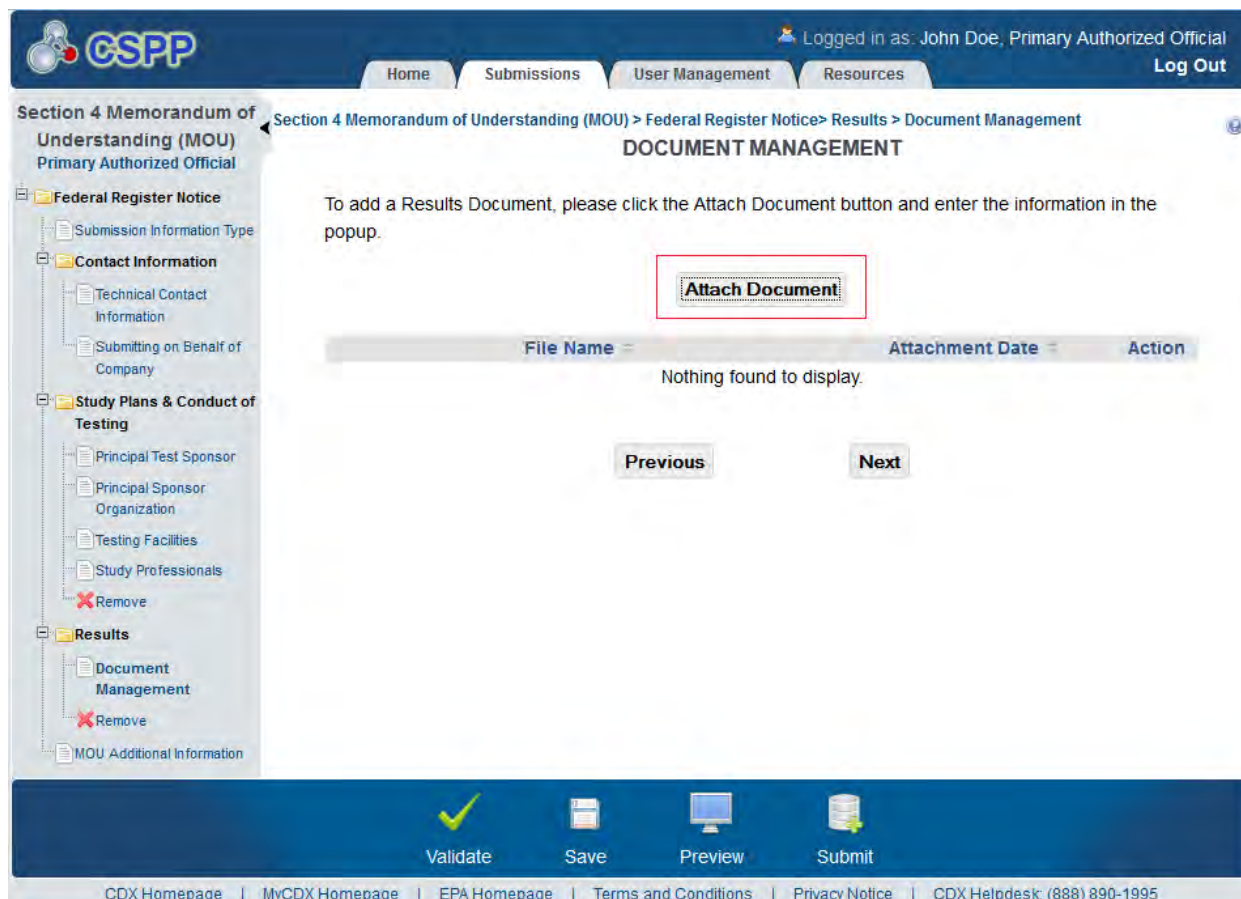 CSPP
Logged in as: John Doe, Primary Authorized Official
Log Out
Home
Submissions
User Management
Resources
Section 4 Memorandum of
Understanding (MOU)
Primary Authorized Official
Federal Register Notice
Submission Information Type
Contact Information
Technical Contact
Information
Submitting on Behalf of
Company
Study Plans & Conduct of
Testing
Principal Test Sponsor
Principal Sponsor
Organization
Testing Facilities
Study Professionals
Remove
Results
Document
Management
Remove
MOU Additional Information
Section 4 Memorandum of Understanding (MOU) > Federal Register Notice> Results > Document Management
DOCUMENT MANAGEMENT
To add a Results Document, please click the Attach Document button and enter the information in the
popup.
Attach Document
File Name Attachment Date Action
Nothing found to display.
Previous Next
Validate Save Preview Submit
CDX Homepage | MyCDX Homepage | EPA Homepage | Terms and Conditions | Privacy Notice | CDX Helpdesk: (888) 890-1995